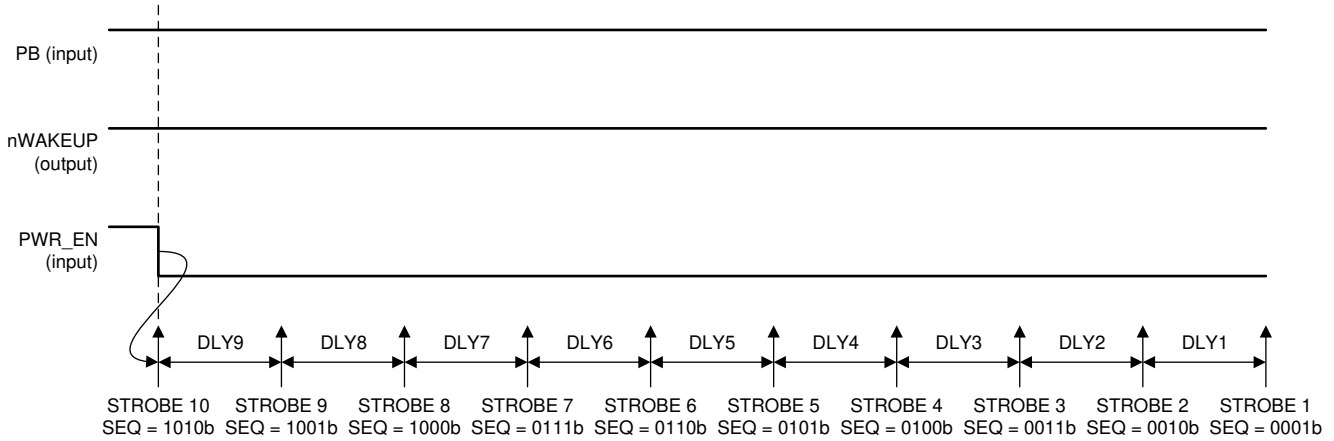 PB (input)
nWAKEUP
(output)
PWR_EN
(input)
DLY9 DLY8 DLY7 DLY6 DLY5 DLY4 DLY3 DLY2 DLY1
STROBE 10 STROBE 9 STROBE 8 STROBE 7 STROBE 6 STROBE 5 STROBE 4 STROBE 3 STROBE 2 STROBE 1
SEQ = 1010b SEQ = 1001b SEQ = 1000b SEQ = 0111b SEQ = 0110b SEQ = 0101b SEQ = 0100b SEQ = 0011b SEQ = 0010b SEQ = 0001b